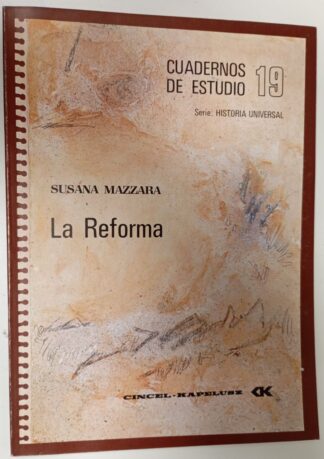 CUADERNOS
DE ESTUDIO 19
Serie: HISTORIA UNIVERSAL
SUSANA MAZZARA
La Reforma
CINCEL-KAPELUSZ CK